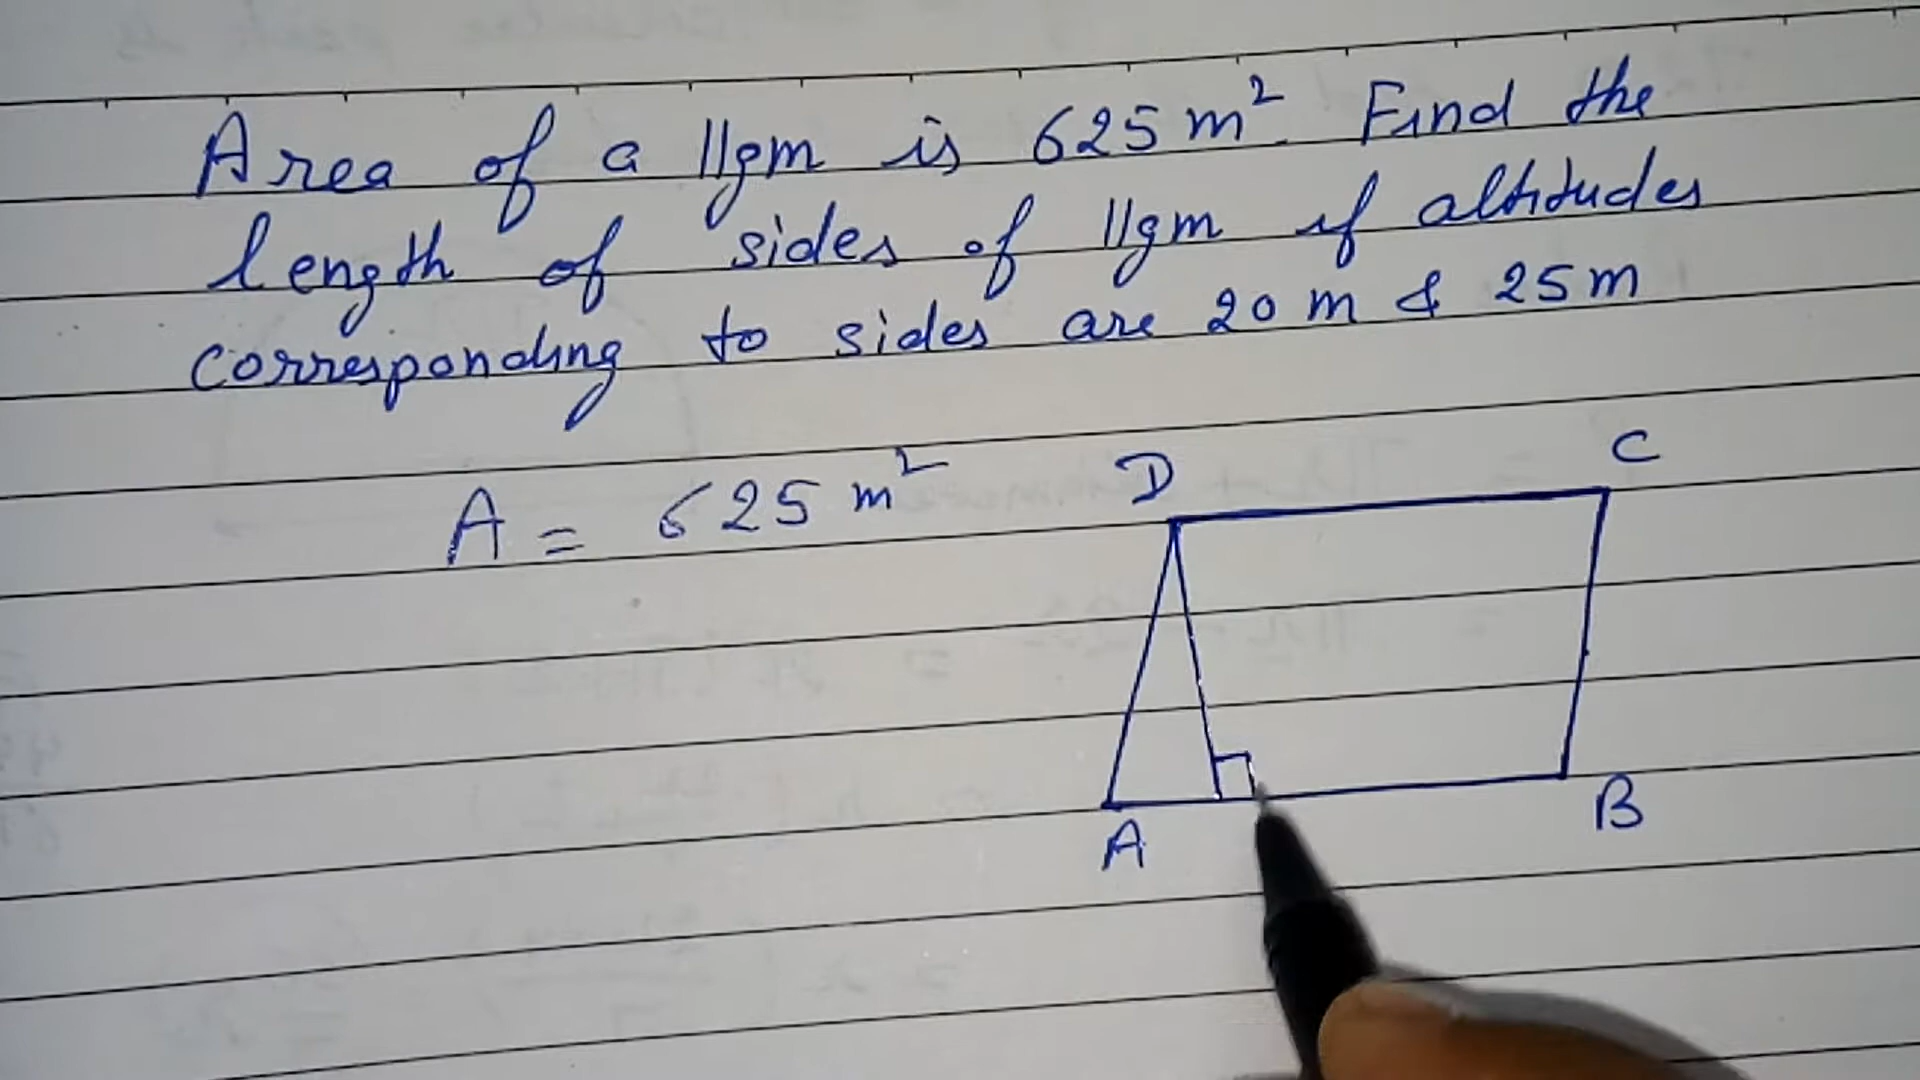 Area of a ||gm is 625 m². Find the
length of sides of ||gm if altitudes
corresponding to sides are 20 m & 25 m
A = 625 m²
D
C
A
B